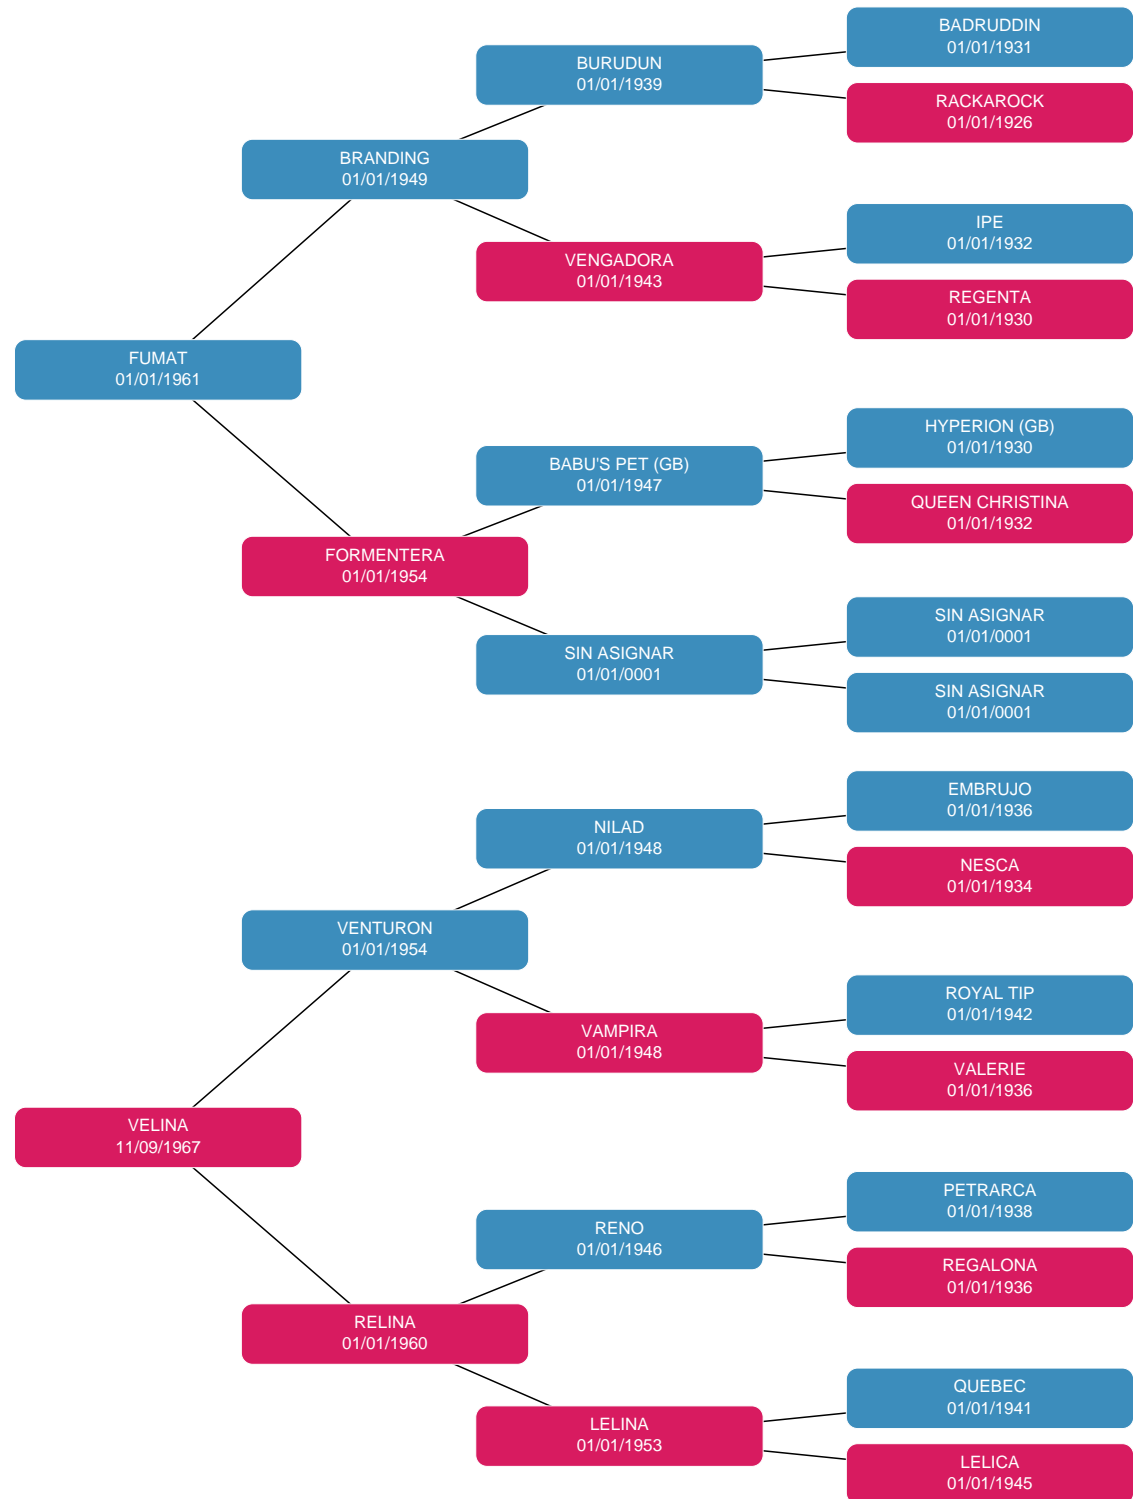 BADRUDDIN
01/01/1931
BURUDUN
01/01/1939
RACKAROCK
01/01/1926
BRANDING
01/01/1949
IPE
01/01/1932
VENGADORA
01/01/1943
REGENTA
01/01/1930
FUMAT
01/01/1961
HYPERION (GB)
01/01/1930
BABU'S PET (GB)
01/01/1947
QUEEN CHRISTINA
01/01/1932
FORMENTERA
01/01/1954
SIN ASIGNAR
01/01/0001
SIN ASIGNAR
01/01/0001
SIN ASIGNAR
01/01/0001
EMBRUJO
01/01/1936
NILAD
01/01/1948
NESCA
01/01/1934
VENTURON
01/01/1954
ROYAL TIP
01/01/1942
VAMPIRA
01/01/1948
VALERIE
01/01/1936
VELINA
11/09/1967
PETRARCA
01/01/1938
RENO
01/01/1946
REGALONA
01/01/1936
RELINA
01/01/1960
QUEBEC
01/01/1941
LELINA
01/01/1953
LELICA
01/01/1945